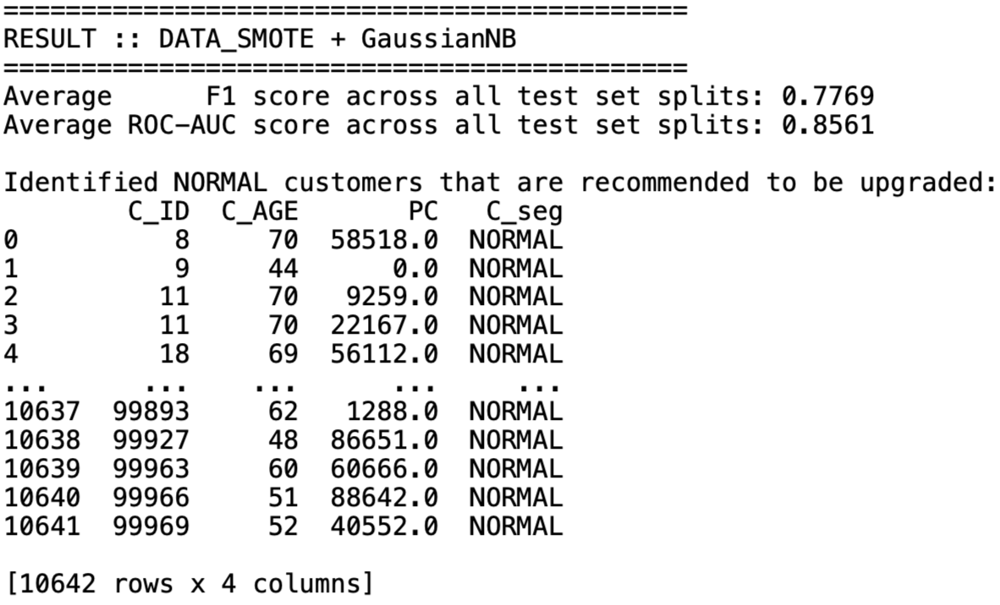 ============================================
RESULT :: DATA_SMOTE + GaussianNB
============================================
Average      F1 score across all test set splits: 0.7769
Average ROC-AUC score across all test set splits: 0.8561

Identified NORMAL customers that are recommended to be upgraded:
        C_ID  C_AGE       PC   C_seg
0          8     70  58518.0  NORMAL
1          9     44      0.0  NORMAL
2         11     70   9259.0  NORMAL
3         11     70  22167.0  NORMAL
4         18     69  56112.0  NORMAL
...      ...    ...      ...     ...
10637  99893     62   1288.0  NORMAL
10638  99927     48  86651.0  NORMAL
10639  99963     60  60666.0  NORMAL
10640  99966     51  88642.0  NORMAL
10641  99969     52  40552.0  NORMAL

[10642 rows x 4 columns]